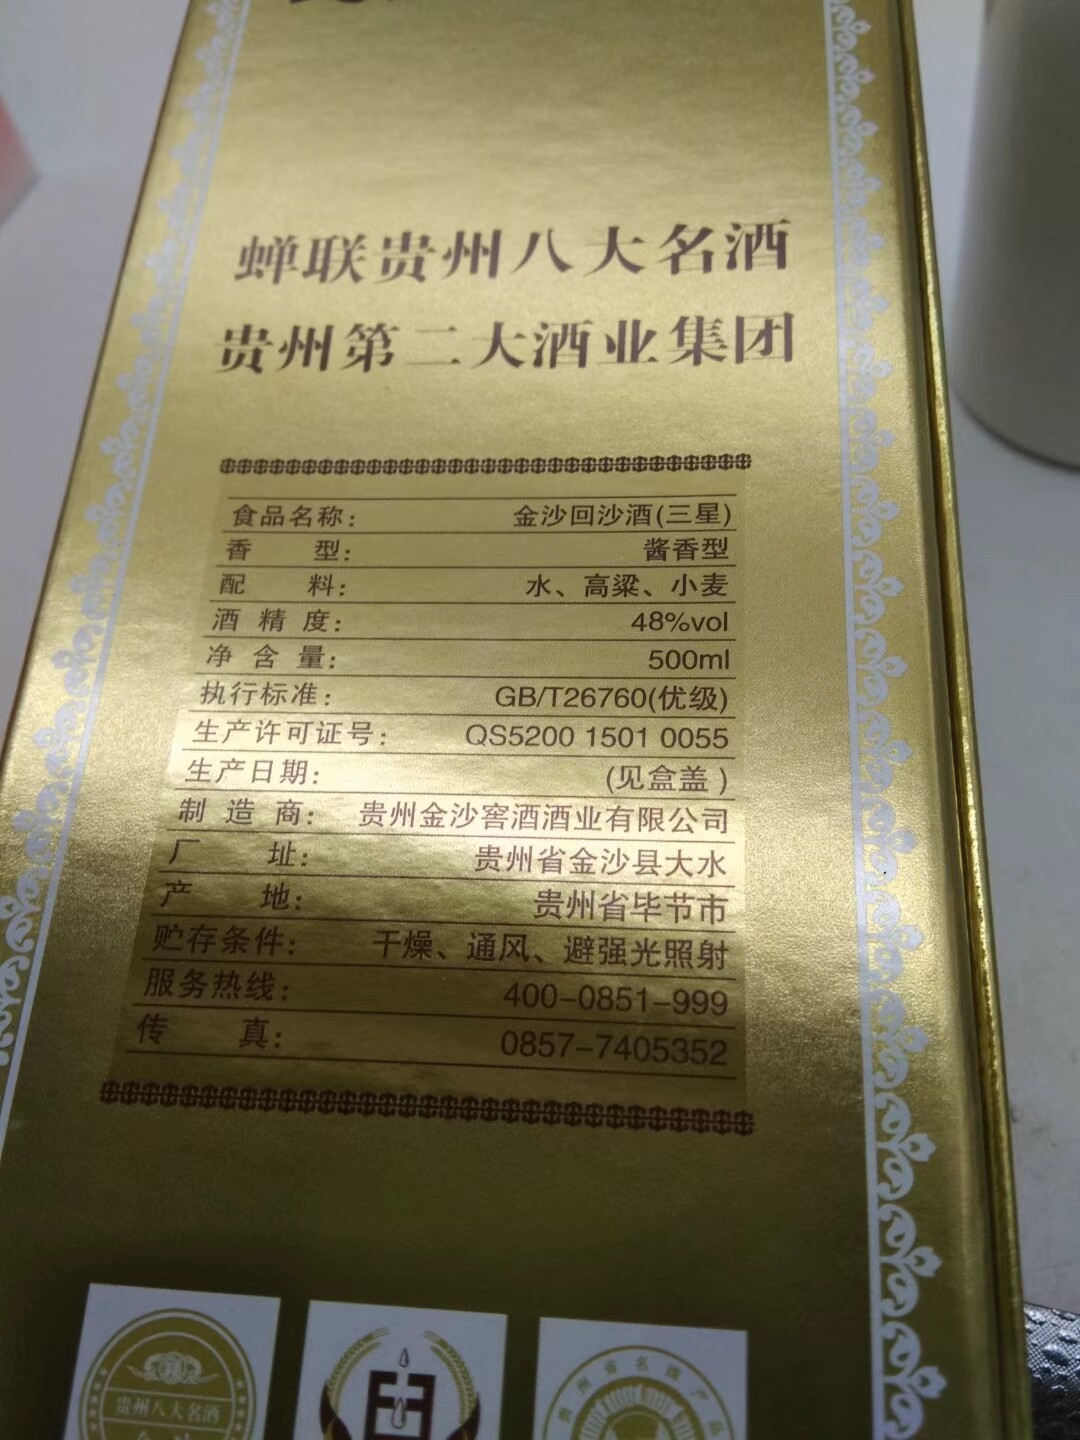 蝉联贵州八大名酒
贵州第二大酒业集团
食品名称： 金沙回沙酒(三星)
香型： 酱香型
配料： 水、高粱、小麦
酒精度： 48%vol
净含量： 500ml
执行标准： GB/T26760(优级)
生产许可证号： QS5200 1501 0055
生产日期： (见盒盖)
制造商： 贵州金沙窖酒酒业有限公司
厂址： 贵州省金沙县大水
产地： 贵州省毕节市
贮存条件： 干燥、通风、避强光照射
服务热线： 400-0851-999
传真： 0857-7405352
贵州八大名酒
贵州省名